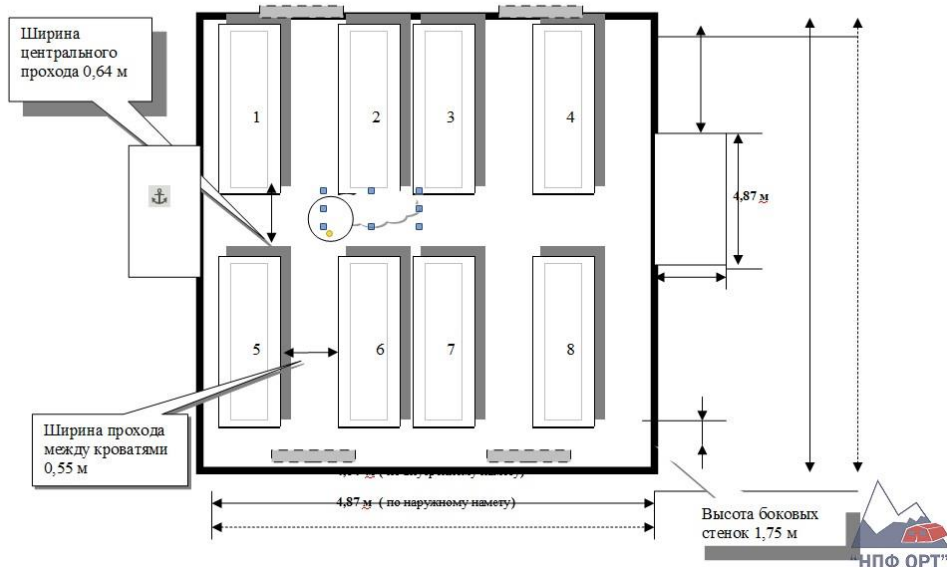 Ширина
центрального
прохода 0,64 м
1
2
3
4
4,87 м
5
6
7
8
Ширина прохода
между кроватями
0,55 м
4,87 м ( по наружному намету)
Высота боковых
стенок 1,75 м
"НПФ ОРТ"